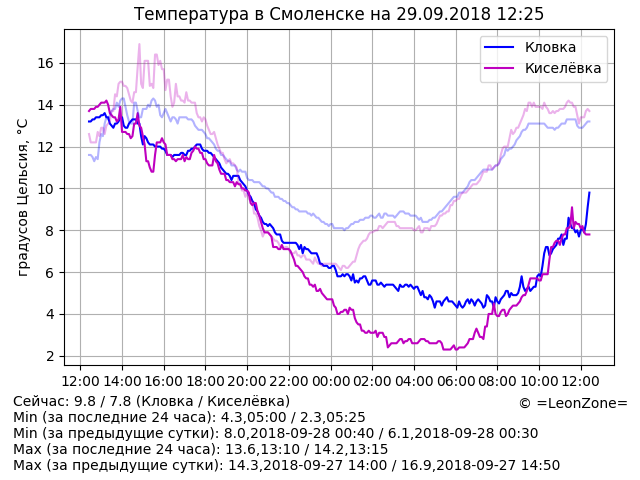 Температура в Смоленске на 29.09.2018 12:25
Кловка
Киселёвка
градусов Цельсия, °C
16
14
12
10
8
6
4
2
12:00 14:00 16:00 18:00 20:00 22:00 00:00 02:00 04:00 06:00 08:00 10:00 12:00
Сейчас: 9.8 / 7.8 (Кловка / Киселёвка)
© =LeonZone=
Min (за последние 24 часа): 4.3,05:00 / 2.3,05:25
Min (за предыдущие сутки): 8.0,2018-09-28 00:40 / 6.1,2018-09-28 00:30
Max (за последние 24 часа): 13.6,13:10 / 14.2,13:15
Max (за предыдущие сутки): 14.3,2018-09-27 14:00 / 16.9,2018-09-27 14:50